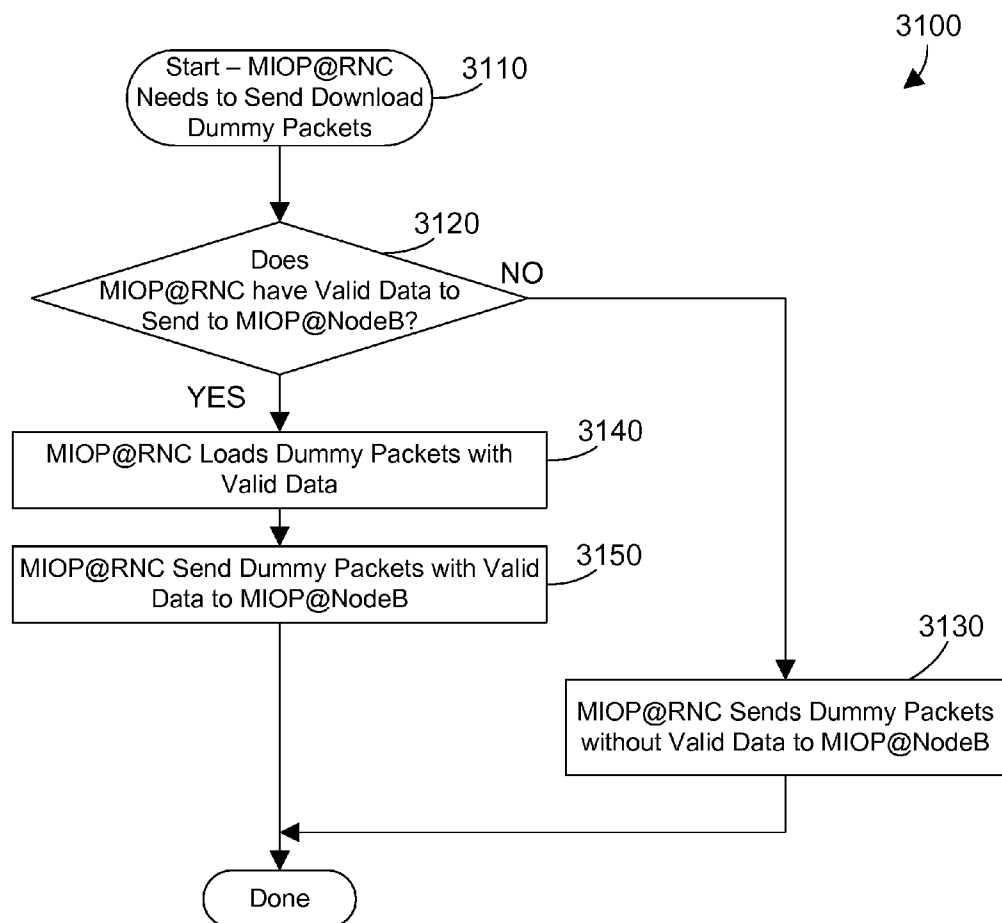 3100
Start – MIOP@RNC
Needs to Send Download
Dummy Packets
3110
3120
Does
MIOP@RNC have Valid Data to
Send to MIOP@NodeB?
NO
YES
MIOP@RNC Loads Dummy Packets with
Valid Data
3140
MIOP@RNC Send Dummy Packets with Valid
Data to MIOP@NodeB
3150
3130
MIOP@RNC Sends Dummy Packets
without Valid Data to MIOP@NodeB
Done